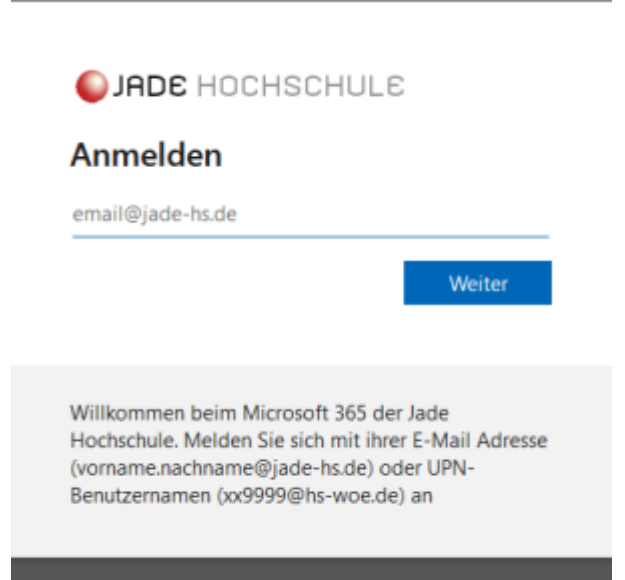 JADE HOCHSCHULE
Anmelden
email@jade-hs.de
Weiter
Willkommen beim Microsoft 365 der Jade
Hochschule. Melden Sie sich mit ihrer E-Mail Adresse
(vorname.nachname@jade-hs.de) oder UPN-
Benutzernamen (xx9999@hs-woe.de) an